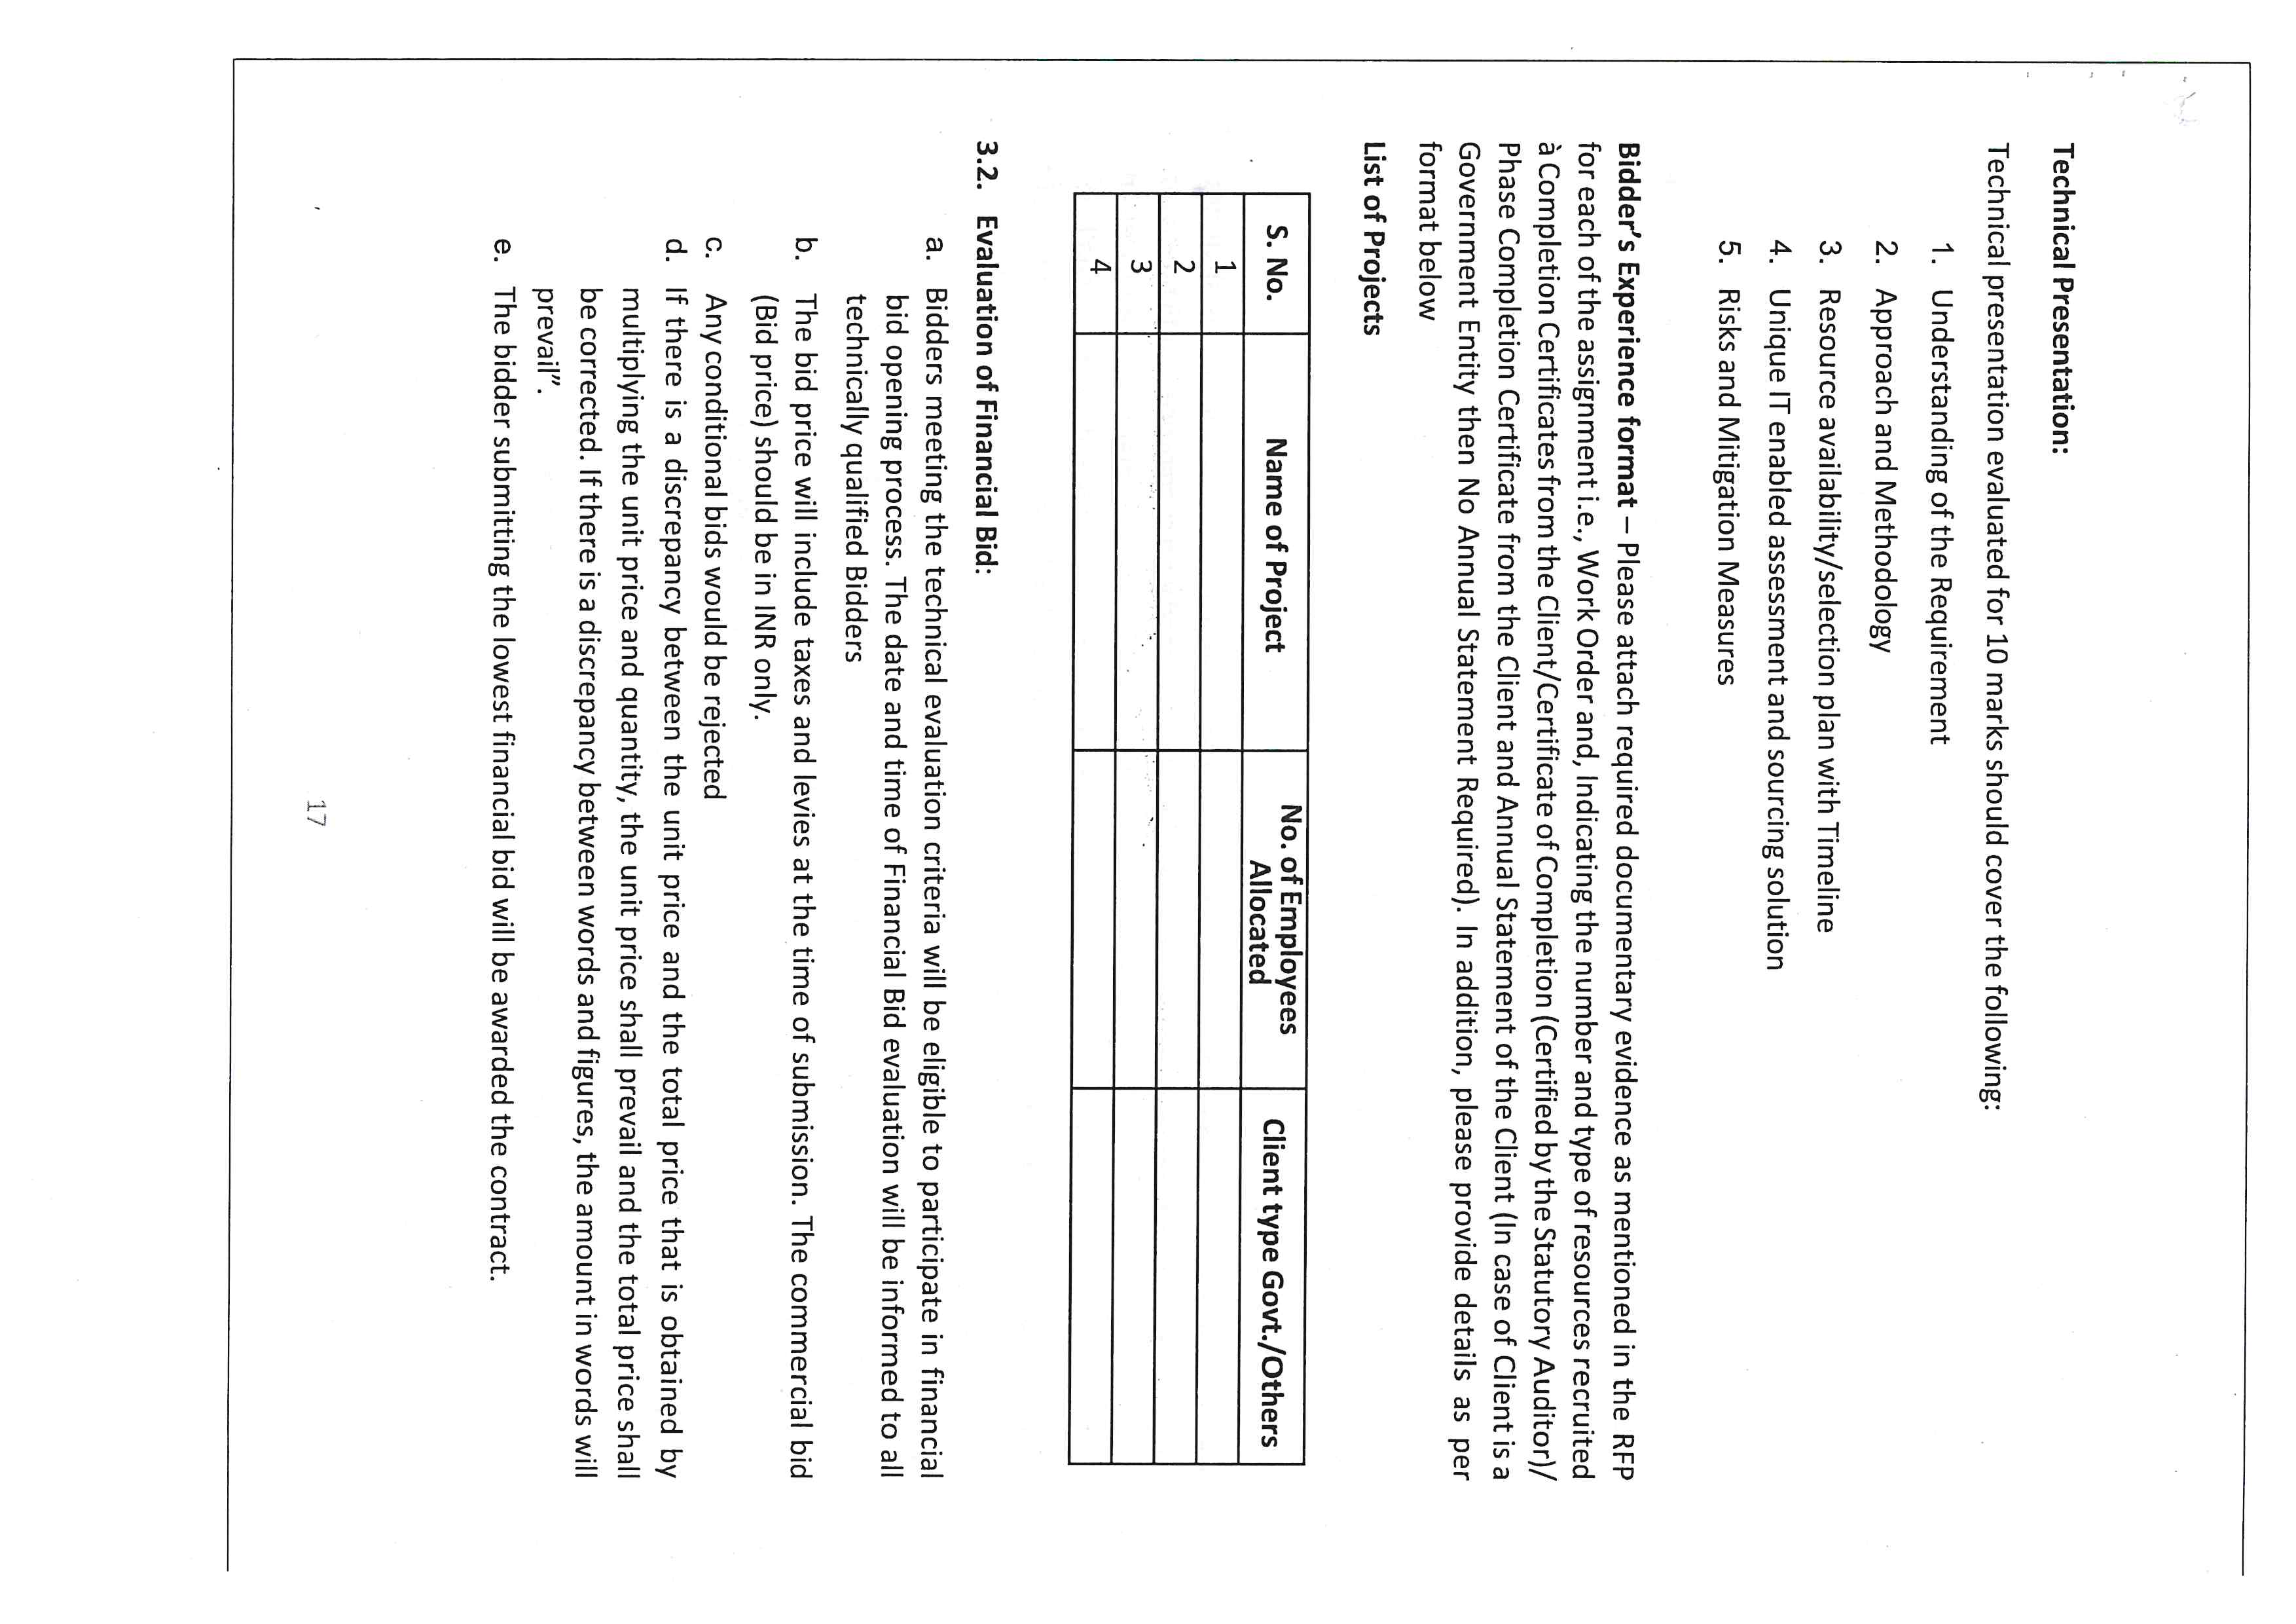 Technical Presentation:
Technical presentation evaluated for 10 marks should cover the following:
1. Understanding of the Requirement
2. Approach and Methodology
3. Resource availability/selection plan with Timeline
4. Unique IT enabled assessment and sourcing solution
5. Risks and Mitigation Measures
Bidder's Experience format – Please attach required documentary evidence as mentioned in the RFP
for each of the assignment i.e., Work Order and, Indicating the number and type of resources recruited
à Completion Certificates from the Client/Certificate of Completion (Certified by the Statutory Auditor)/
Phase Completion Certificate from the Client and Annual Statement of the Client (In case of Client is a
Government Entity then No Annual Statement Required). In addition, please provide details as per
format below
List of Projects
S. No. Name of Project No. of Employees Allocated Client type Govt./Others
1
2
3
4
3.2. Evaluation of Financial Bid:
a. Bidders meeting the technical evaluation criteria will be eligible to participate in financial
bid opening process. The date and time of Financial Bid evaluation will be informed to all
technically qualified Bidders
b. The bid price will include taxes and levies at the time of submission. The commercial bid
(Bid price) should be in INR only.
c. Any conditional bids would be rejected
d. If there is a discrepancy between the unit price and the total price that is obtained by
multiplying the unit price and quantity, the unit price shall prevail and the total price shall
be corrected. If there is a discrepancy between words and figures, the amount in words will
prevail".
e. The bidder submitting the lowest financial bid will be awarded the contract.
17